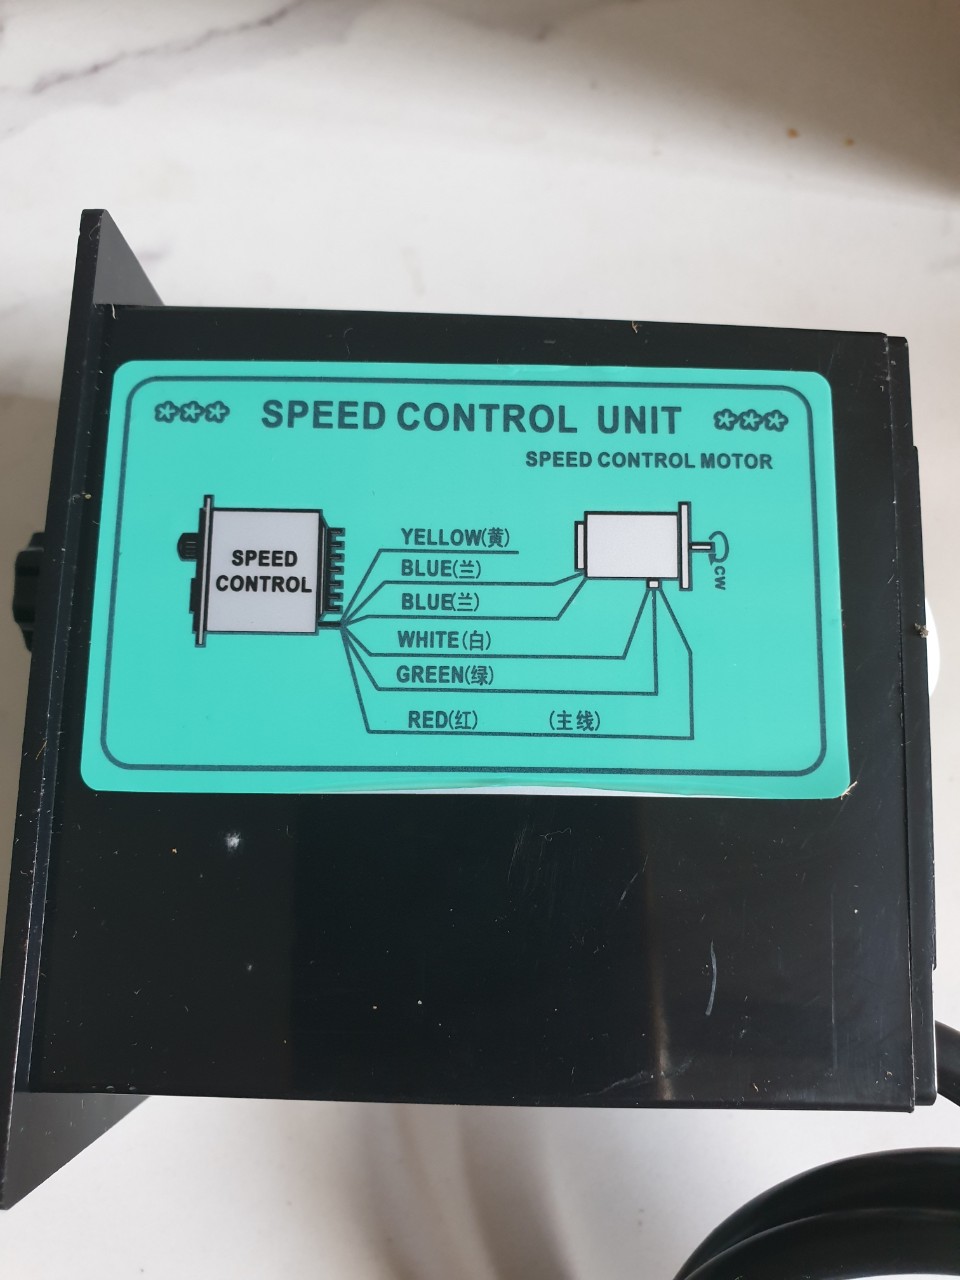 *** SPEED CONTROL UNIT ***
SPEED CONTROL MOTOR
SPEED
CONTROL
YELLOW(黄)
BLUE(兰)
BLUE(兰)
WHITE(白)
GREEN(绿)
RED(红) (主线)
CW